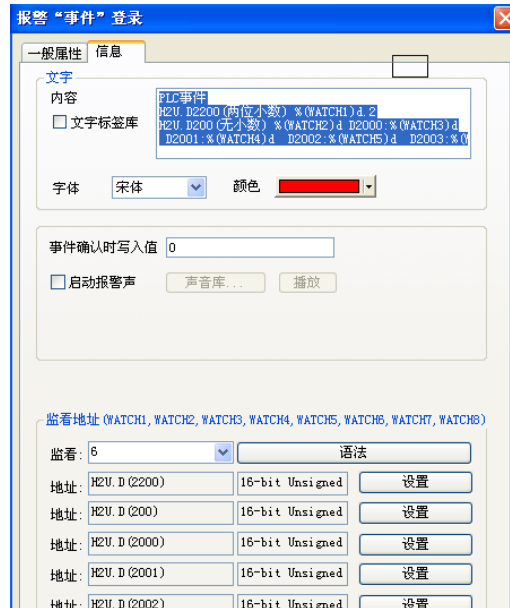 报警“事件”登录
一般属性 信息
文字
内容
PLC事件
H2U.D2200(两位小数) %(WATCH1)d.2
H2U.D200(无小数) %(WATCH2)d D2000:%(WATCH3)d
D2001:%(WATCH4)d D2002:%(WATCH5)d D2003:%(W
文字标签库
字体 宋体 颜色
事件确认时写入值 0
启动报警声 声音库... 播放
监看地址 (WATCH1, WATCH2, WATCH3, WATCH4, WATCH5, WATCH6, WATCH7, WATCH8)
监看: 6 语法
地址: H2U.D(2200) 16-bit Unsigned 设置
地址: H2U.D(200) 16-bit Unsigned 设置
地址: H2U.D(2000) 16-bit Unsigned 设置
地址: H2U.D(2001) 16-bit Unsigned 设置
地址: H2U.D(2002) 16-bit Unsigned 设置